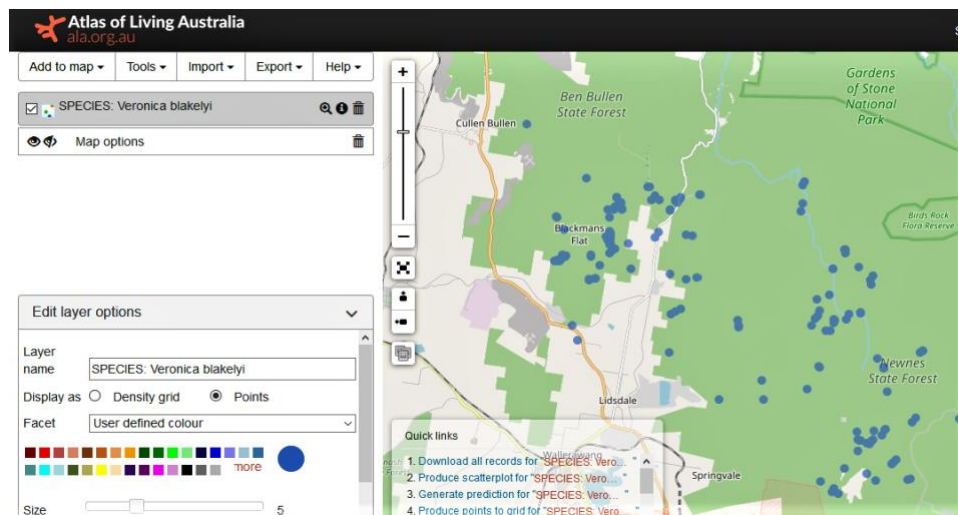 Atlas of Living Australia
ala.org.au
S
Add to map
Tools
Import
Export
Help
SPECIES: Veronica blakelyi
Map options
Edit layer options
Layer
name
SPECIES: Veronica blakelyi
Display as
Density grid
Points
Facet
User defined colour
more
Size
5
+
−
Gardens
of Stone
National
Park
Ben Bullen
State Forest
Cullen Bullen
Birds Rock
Flora Reserve
Blackmans
Flat
Newnes
State Forest
Lidsdale
Wallerawang
Springvale
Quick links
1. Download all records for "SPECIES: Vero... "
2. Produce scatterplot for "SPECIES: Vero... "
3. Generate prediction for "SPECIES: Vero... "
4. Produce points to grid for "SPECIES: Vero... "